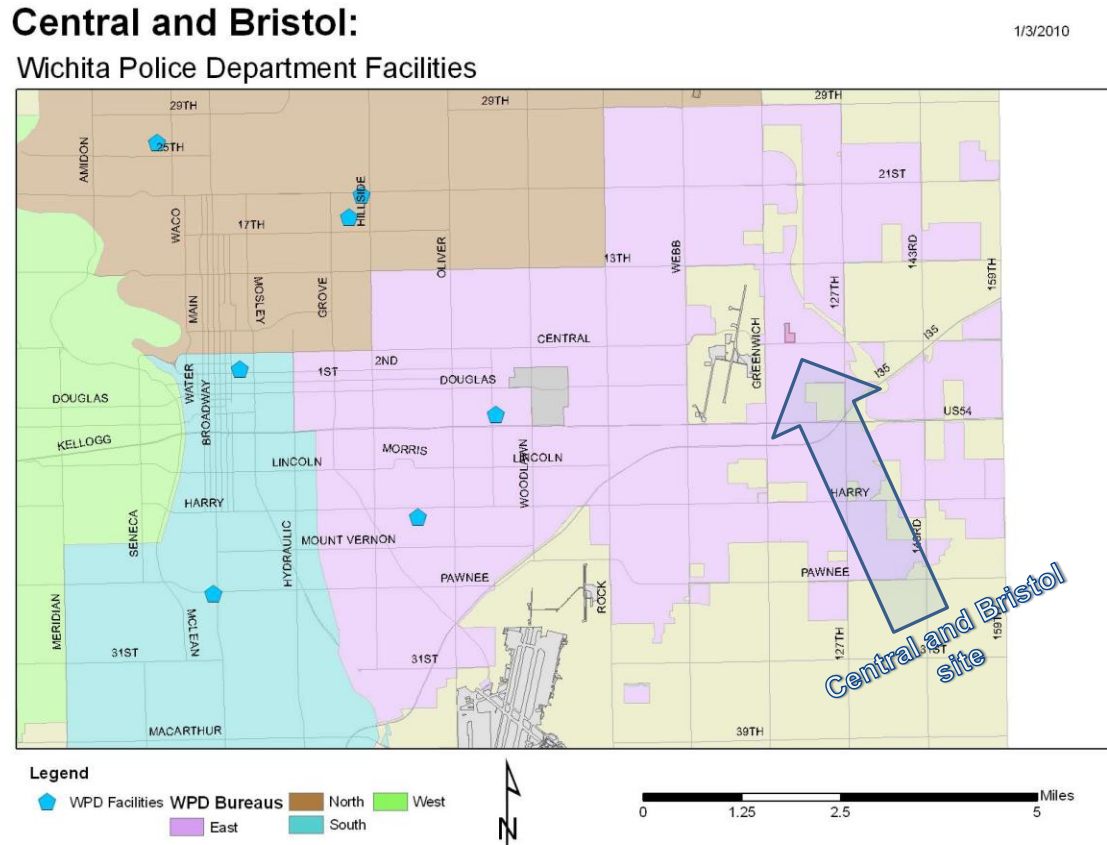 Central and Bristol:
1/3/2010
Wichita Police Department Facilities
29TH
29TH
29TH
25TH
AMIDON
21ST
HILLSIDE
WACO
17TH
OLIVER
13TH
WEBB
143RD
159TH
127TH
MAIN
MOSLEY
GROVE
CENTRAL
GREENWICH
I35
I35
2ND
1ST
WATER
BROADWAY
DOUGLAS
DOUGLAS
US54
KELLOGG
MORRIS
LINCOLN
LINCOLN
WOODLAWN
HARRY
HARRY
SENECA
HYDRAULIC
MOUNT VERNON
143RD
PAWNEE
PAWNEE
ROCK
MERIDIAN
MCLEAN
127TH
159TH
31ST
31ST
31ST
Central and Bristol
site
MACARTHUR
39TH
Legend
WPD Facilities WPD Bureaus North West
East South
N
0 1.25 2.5 5 Miles